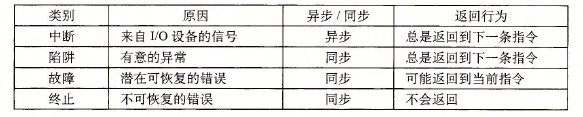 类别 原因 异步/同步 返回行为
中断 来自 I/O 设备的信号 异步 总是返回到下一条指令
陷阱 有意的异常 同步 总是返回到下一条指令
故障 潜在可恢复的错误 同步 可能返回到当前指令
终止 不可恢复的错误 同步 不会返回